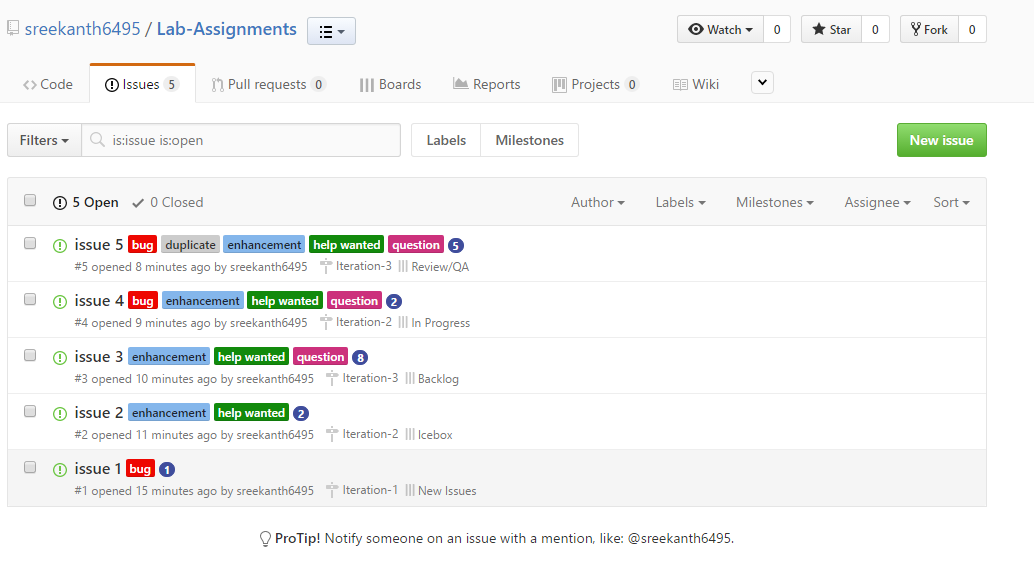 sreekanth6495 / Lab-Assignments Watch 0 Star 0 Fork 0
Code Issues 5 Pull requests 0 Boards Reports Projects 0 Wiki
Filters is:issue is:open Labels Milestones New issue
5 Open 0 Closed Author Labels Milestones Assignee Sort
issue 5 bug duplicate enhancement help wanted question 5
#5 opened 8 minutes ago by sreekanth6495 Iteration-3 Review/QA
issue 4 bug enhancement help wanted question 2
#4 opened 9 minutes ago by sreekanth6495 Iteration-2 In Progress
issue 3 enhancement help wanted question 8
#3 opened 10 minutes ago by sreekanth6495 Iteration-3 Backlog
issue 2 enhancement help wanted 2
#2 opened 11 minutes ago by sreekanth6495 Iteration-2 Icebox
issue 1 bug 1
#1 opened 15 minutes ago by sreekanth6495 Iteration-1 New Issues
ProTip! Notify someone on an issue with a mention, like: @sreekanth6495.